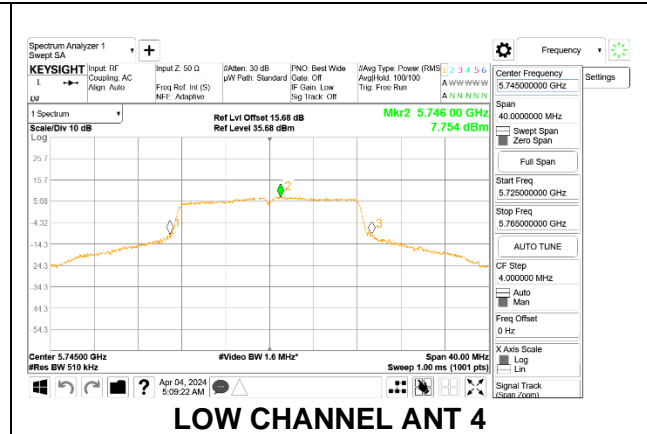 Spectrum Analyzer 1
Swept SA
Frequency
KEYSIGHT
Input: RF
Coupling: AC
Align: Auto
Input Z: 50 Ω
Freq Ref: Int (S)
NFE: Adaptive
#Atten: 30 dB
µW Path: Standard
PNO: Best Wide
Gate: Off
IF Gain: Low
Sig Track: Off
#Avg Type: Power (RMS
Avg|Hold: 100/100
Trig: Free Run
1 2 3 4 5 6
A W W W W W
A N N N N N
L
Center Frequency
5.745000000 GHz
Settings
Span
40.0000000 MHz
Swept Span
Zero Span
Full Span
Start Freq
5.725000000 GHz
Stop Freq
5.765000000 GHz
AUTO TUNE
CF Step
4.000000 MHz
Auto
Man
Freq Offset
0 Hz
X Axis Scale
Log
Lin
Signal Track
(Span Zoom)
1 Spectrum
Scale/Div 10 dB
Log
Ref Lvl Offset 15.68 dB
Ref Level 35.68 dBm
Mkr2 5.746 00 GHz
7.754 dBm
25.7
15.7
5.68
-4.32
-14.3
-24.3
-34.3
-44.3
-54.3
1
2
3
Center 5.74500 GHz
#Res BW 510 kHz
#Video BW 1.6 MHz*
Span 40.00 MHz
Sweep 1.00 ms (1001 pts)
Apr 04, 2024
5:09:22 AM
LOW CHANNEL ANT 4